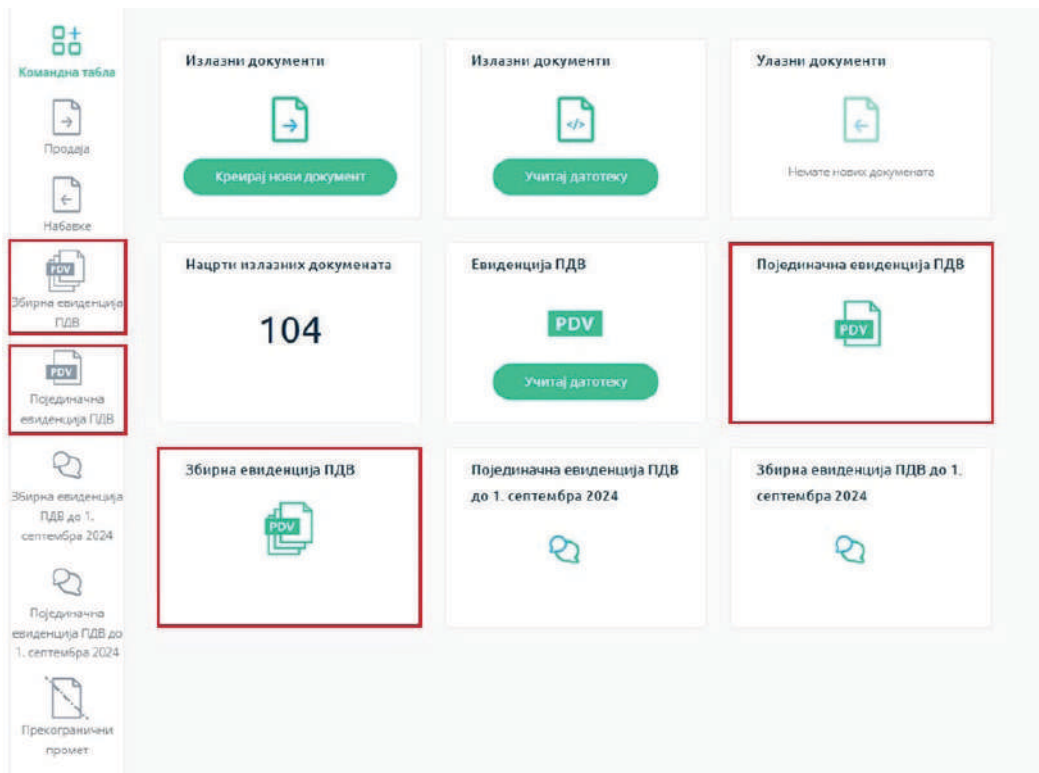 Командна табла
Продаја
Набавке
PDV
Збирна евиденција
ПДВ
PDV
Појединачна
евиденција ПДВ
Збирна евиденција
ПДВ до 1.
септембра 2024
Појединачна
евиденција ПДВ до
1. септембра 2024
Прекогранични
промет
Излазни документи
Креирај нови документ
Излазни документи
</>
Учитај датотеку
Улазни документи
Немате нових докумената
Нацрти излазних докумената
104
Евиденција ПДВ
PDV
Учитај датотеку
Појединачна евиденција ПДВ
PDV
Збирна евиденција ПДВ
PDV
Појединачна евиденција ПДВ
до 1. септембра 2024
Збирна евиденција ПДВ до 1.
септембра 2024